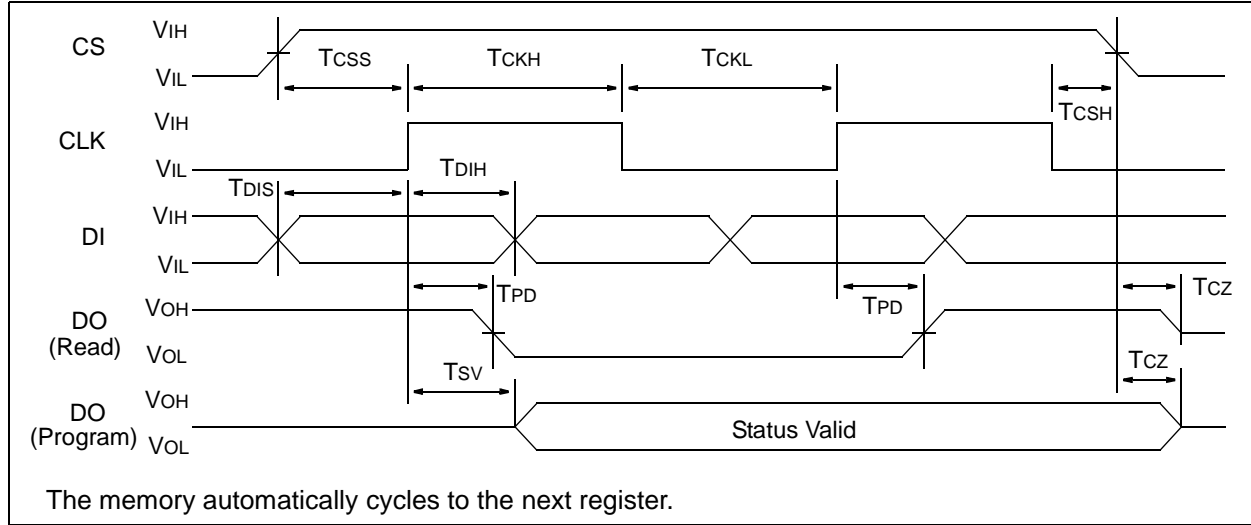 CS
VIH
VIL
TCSS
TCKH
TCKL
TCSH
CLK
VIH
VIL
TDIS
TDIH
DI
VIH
VIL
TPD
TPD
TCZ
DO
(Read)
VOH
VOL
TSV
TCZ
DO
(Program)
VOH
VOL
Status Valid
The memory automatically cycles to the next register.